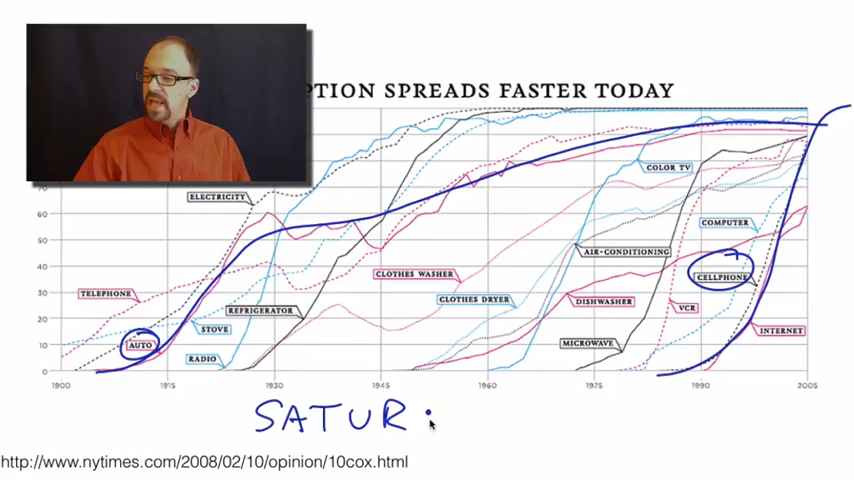 PTION SPREADS FASTER TODAY
COLOR TV
ELECTRICITY
70
60
COMPUTER
50
AIR-CONDITIONING
40
CLOTHES WASHER
CELLPHONE
30
TELEPHONE
CLOTHES DRYER
DISHWASHER
REFRIGERATOR
VCR
20
STOVE
INTERNET
10
AUTO
MICROWAVE
RADIO
0
1900 1915 1930 1945 1960 1975 1990 2005
SATUR
http://www.nytimes.com/2008/02/10/opinion/10cox.html